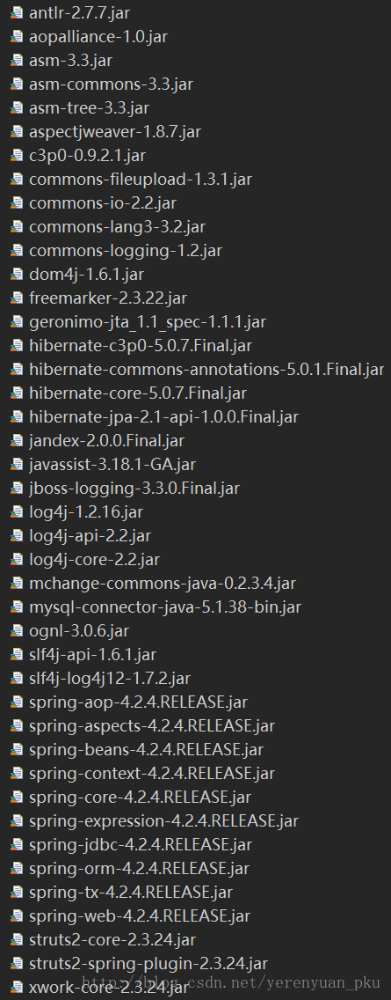 antlr-2.7.7.jar
aopalliance-1.0.jar
asm-3.3.jar
asm-commons-3.3.jar
asm-tree-3.3.jar
aspectjweaver-1.8.7.jar
c3p0-0.9.2.1.jar
commons-fileupload-1.3.1.jar
commons-io-2.2.jar
commons-lang3-3.2.jar
commons-logging-1.2.jar
dom4j-1.6.1.jar
freemarker-2.3.22.jar
geronimo-jta_1.1_spec-1.1.1.jar
hibernate-c3p0-5.0.7.Final.jar
hibernate-commons-annotations-5.0.1.Final.jar
hibernate-core-5.0.7.Final.jar
hibernate-jpa-2.1-api-1.0.0.Final.jar
jandex-2.0.0.Final.jar
javassist-3.18.1-GA.jar
jboss-logging-3.3.0.Final.jar
log4j-1.2.16.jar
log4j-api-2.2.jar
log4j-core-2.2.jar
mchange-commons-java-0.2.3.4.jar
mysql-connector-java-5.1.38-bin.jar
ognl-3.0.6.jar
slf4j-api-1.6.1.jar
slf4j-log4j12-1.7.2.jar
spring-aop-4.2.4.RELEASE.jar
spring-aspects-4.2.4.RELEASE.jar
spring-beans-4.2.4.RELEASE.jar
spring-context-4.2.4.RELEASE.jar
spring-core-4.2.4.RELEASE.jar
spring-expression-4.2.4.RELEASE.jar
spring-jdbc-4.2.4.RELEASE.jar
spring-orm-4.2.4.RELEASE.jar
spring-tx-4.2.4.RELEASE.jar
spring-web-4.2.4.RELEASE.jar
struts2-core-2.3.24.jar
struts2-spring-plugin-2.3.24.jar
xwork-core-2.3.24.jar
http://blog.csdn.net/yerenyuan_pku